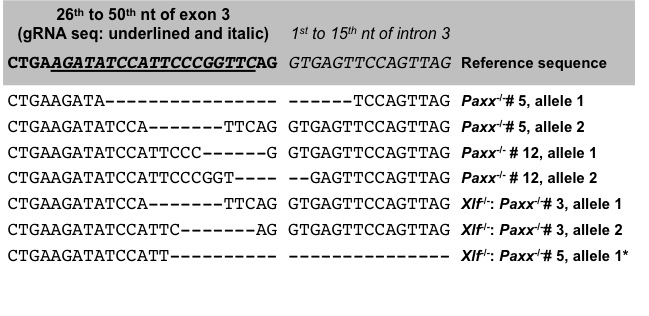 26th to 50th nt of exon 3
(gRNA seq: underlined and italic) 1st to 15th nt of intron 3
CTGAAGATATCCATTCCCGGTTCAG GTGAGTTCCAGTTAG Reference sequence
CTGAAGATA---------------- ------TCCAGTTAG Paxx-/-# 5, allele 1
CTGAAGATATCCA-------TTCAG GTGAGTTCCAGTTAG Paxx-/-# 5, allele 2
CTGAAGATATCCATTCCC------G GTGAGTTCCAGTTAG Paxx-/- # 12, allele 1
CTGAAGATATCCATTCCCGGT---- --GAGTTCCAGTTAG Paxx-/- # 12, allele 2
CTGAAGATATCCA-------TTCAG GTGAGTTCCAGTTAG Xlf-/-: Paxx-/-# 3, allele 1
CTGAAGATATCCATTC-------AG GTGAGTTCCAGTTAG Xlf-/-: Paxx-/-# 3, allele 2
CTGAAGATATCCATT---------- --------------- Xlf-/-: Paxx-/-# 5, allele 1*